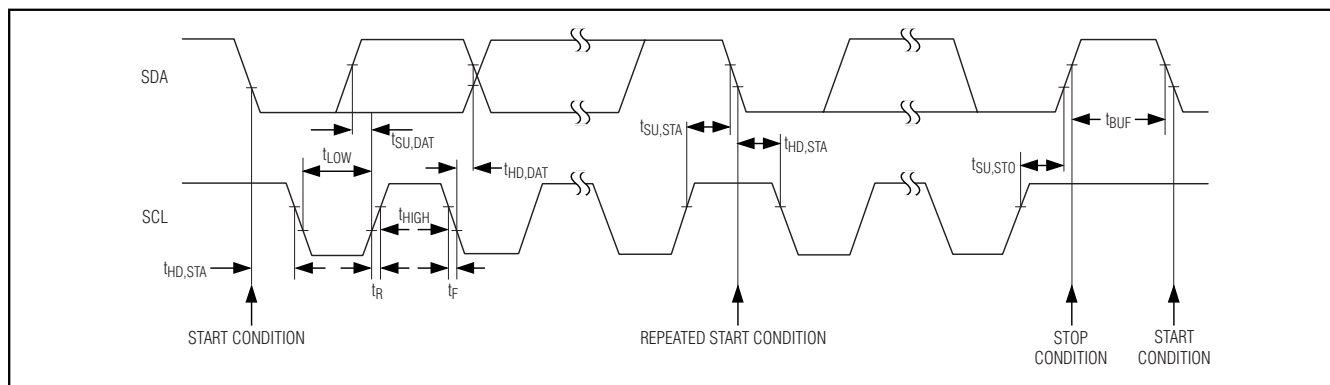 SDA
tSU,DAT
tLOW
tHD,DAT
tSU,STA
tHD,STA
tBUF
tSU,STO
SCL
tHIGH
tHD,STA
tR
tF
START CONDITION
REPEATED START CONDITION
STOP
CONDITION
START
CONDITION